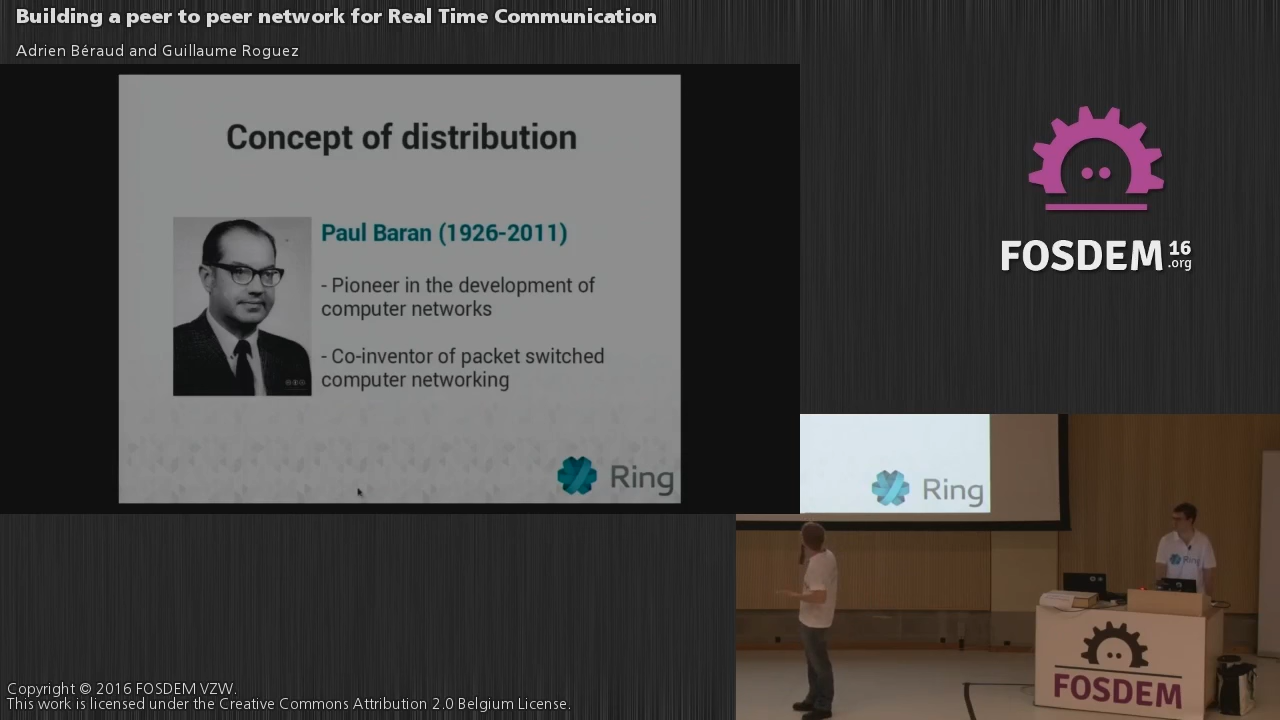 Building a peer to peer network for Real Time Communication
Adrien Béraud and Guillaume Roguez
Concept of distribution
Paul Baran (1926-2011)
- Pioneer in the development of
computer networks
- Co-inventor of packet switched
computer networking
Ring
FOSDEM 16
.org
Ring
Ring
FOSDEM
Copyright © 2016 FOSDEM VZW.
This work is licensed under the Creative Commons Attribution 2.0 Belgium License.